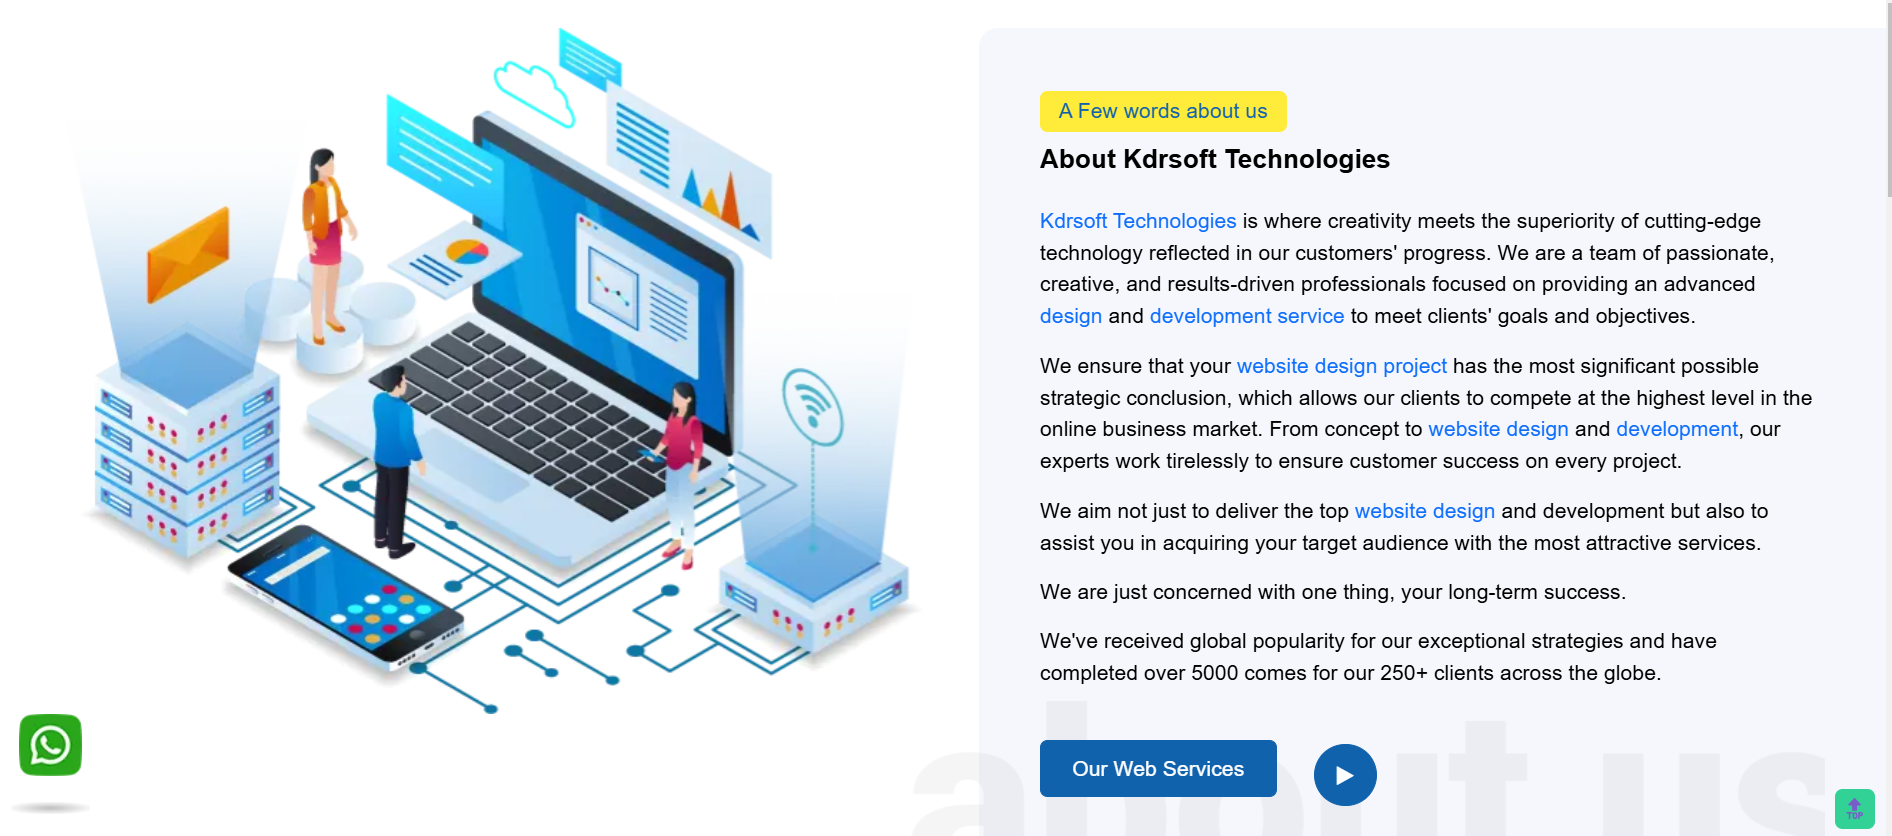 A Few words about us
About Kdrsoft Technologies
Kdrsoft Technologies is where creativity meets the superiority of cutting-edge
technology reflected in our customers' progress. We are a team of passionate,
creative, and results-driven professionals focused on providing an advanced
design and development service to meet clients' goals and objectives.
We ensure that your website design project has the most significant possible
strategic conclusion, which allows our clients to compete at the highest level in the
online business market. From concept to website design and development, our
experts work tirelessly to ensure customer success on every project.
We aim not just to deliver the top website design and development but also to
assist you in acquiring your target audience with the most attractive services.
We are just concerned with one thing, your long-term success.
We've received global popularity for our exceptional strategies and have
completed over 5000 comes for our 250+ clients across the globe.
about us
Our Web Services
TOP